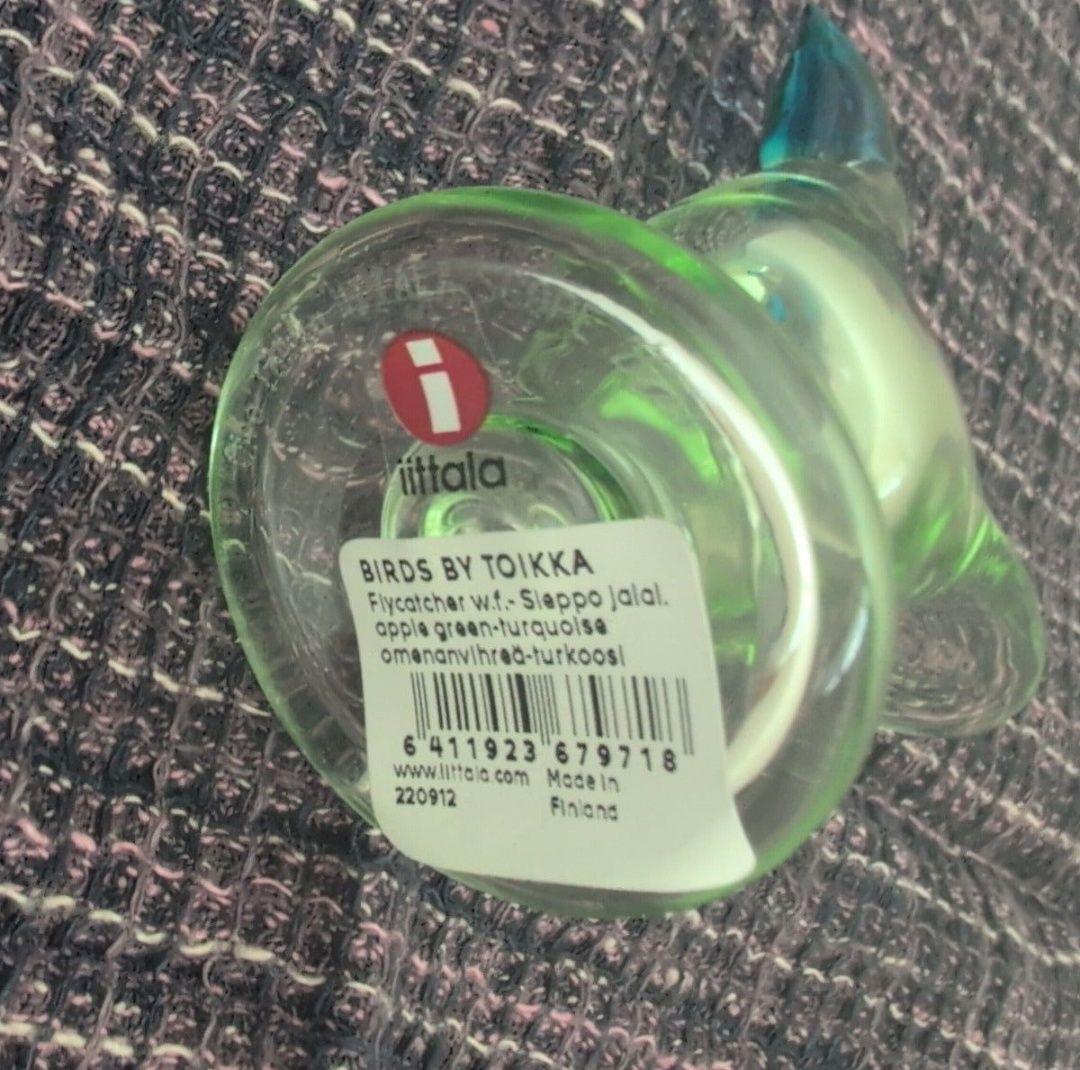 i
iittala
BIRDS BY TOIKKA
Flycatcher w.f.- Sieppo jalal.
apple green-turquoise
omenanvihreä-turkoosi
6 411923 679718
www.iittala.com Made in
220912 Finland